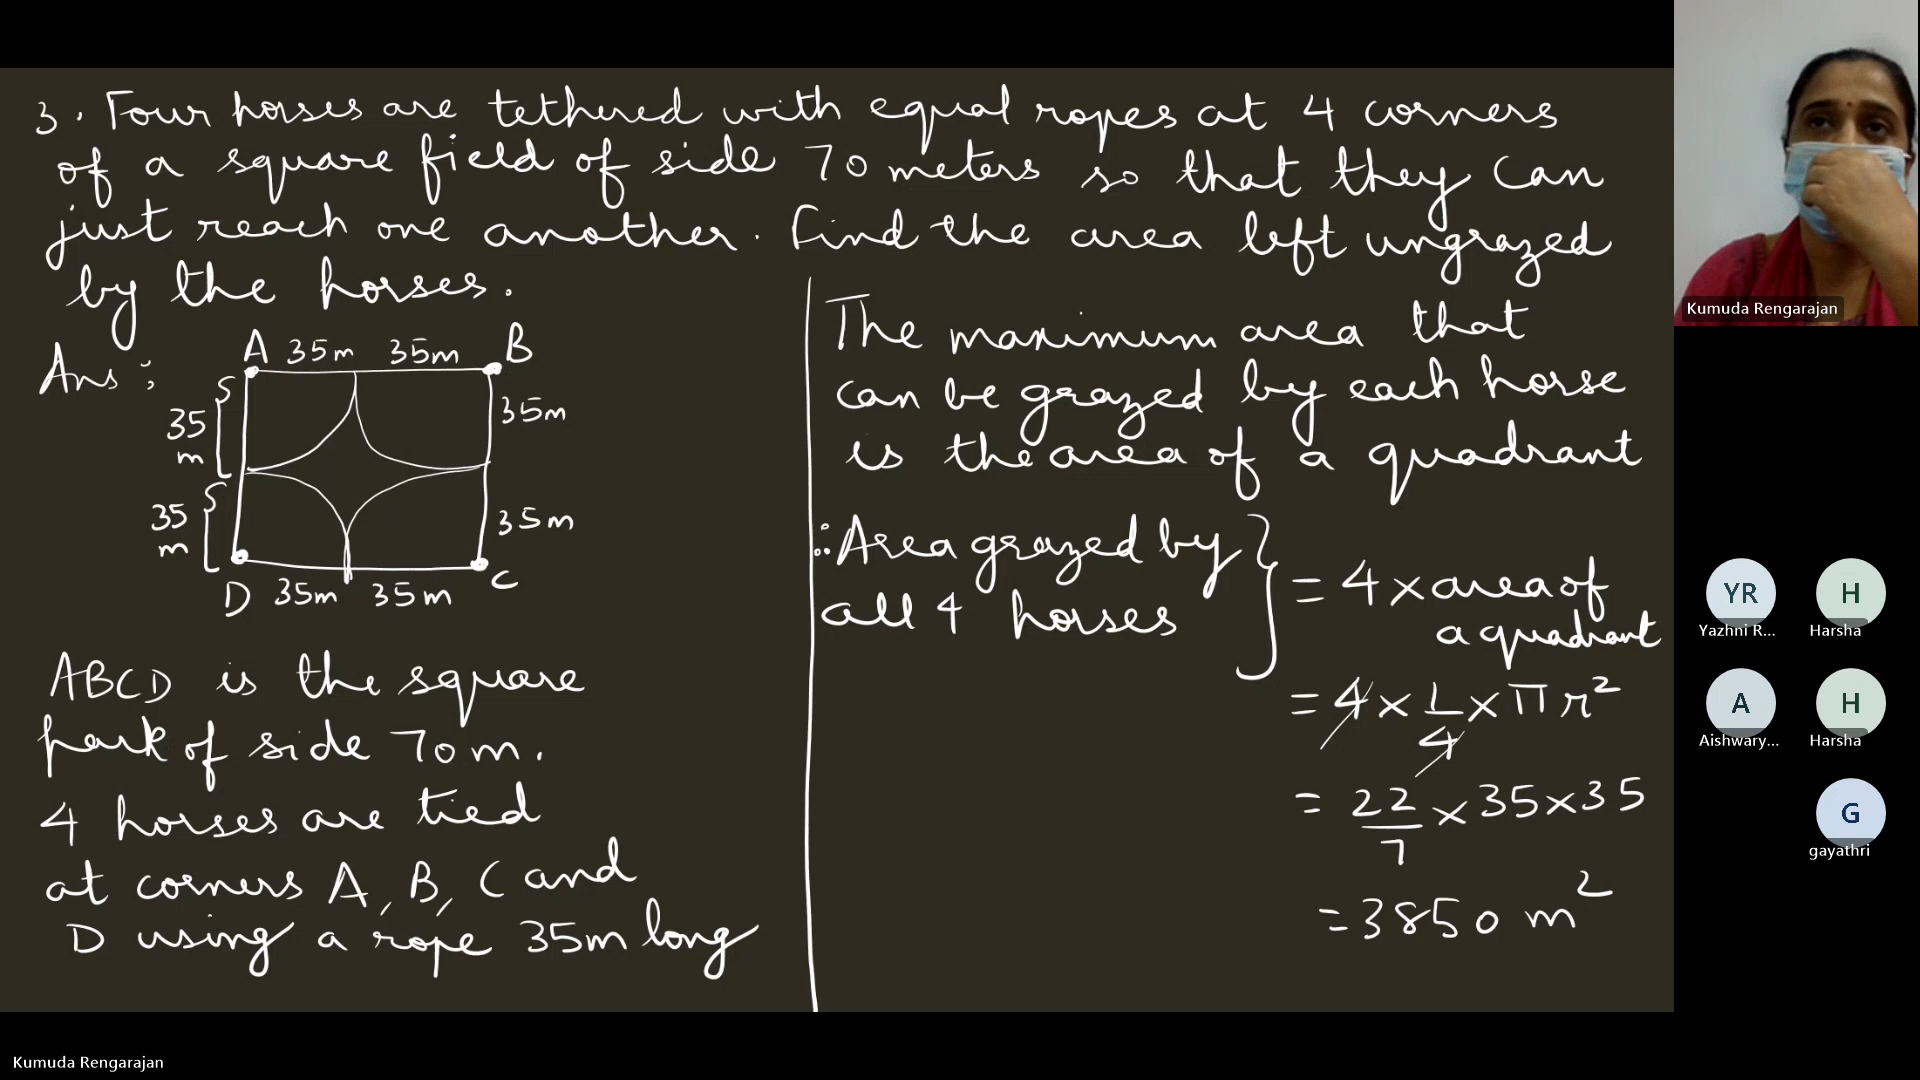 3. Four horses are tethered with equal ropes at 4 corners
of a square field of side 70 meters so that they can
just reach one another. Find the area left ungrazed
by the horses.
Ans :
A 35m 35m B
35
m
35m
35
m
35m
D 35m 35m C
ABCD is the square
park of side 70 m.
4 horses are tied
at corners A, B, C and
D using a rope 35m long
The maximum area that
can be grazed by each horse
is the area of a quadrant
∴ Area grazed by
all 4 horses
= 4 × area of
a quadrant
= 4 × 1/4 × πr²
= 22/7 × 35 × 35
= 3850 m²
Kumuda Rengarajan
YR
Yazhni R...
H
Harsha
A
Aishwary...
H
Harsha
G
gayathri
Kumuda Rengarajan